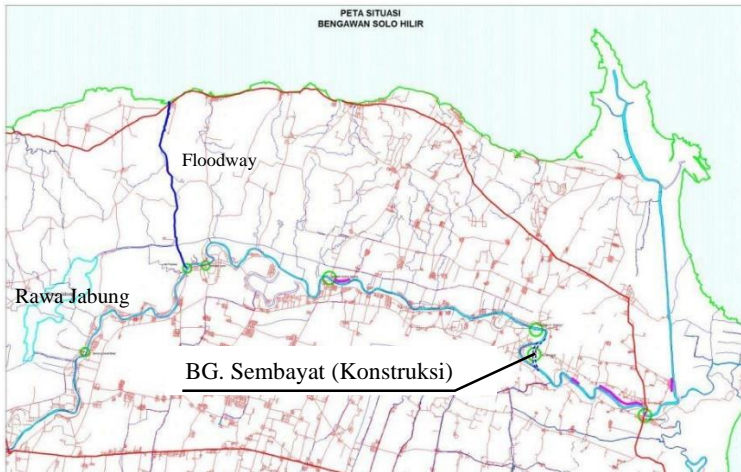 PETA SITUASI
BENGAWAN SOLO HILIR
Floodway
Rawa Jabung
BG. Sembayat (Konstruksi)